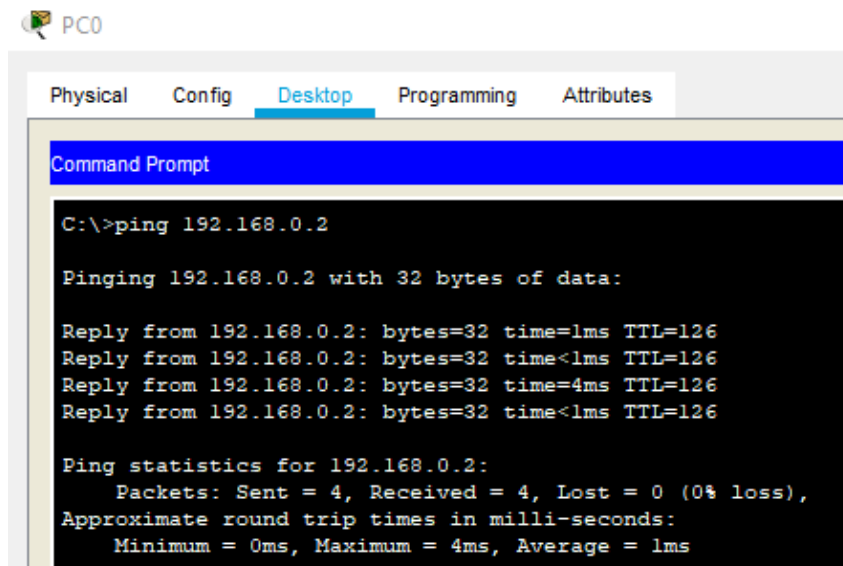 PC0
Physical Config Desktop Programming Attributes
Command Prompt
C:\>ping 192.168.0.2
Pinging 192.168.0.2 with 32 bytes of data:
Reply from 192.168.0.2: bytes=32 time=1ms TTL=126
Reply from 192.168.0.2: bytes=32 time<1ms TTL=126
Reply from 192.168.0.2: bytes=32 time=4ms TTL=126
Reply from 192.168.0.2: bytes=32 time<1ms TTL=126
Ping statistics for 192.168.0.2:
Packets: Sent = 4, Received = 4, Lost = 0 (0% loss),
Approximate round trip times in milli-seconds:
Minimum = 0ms, Maximum = 4ms, Average = 1ms